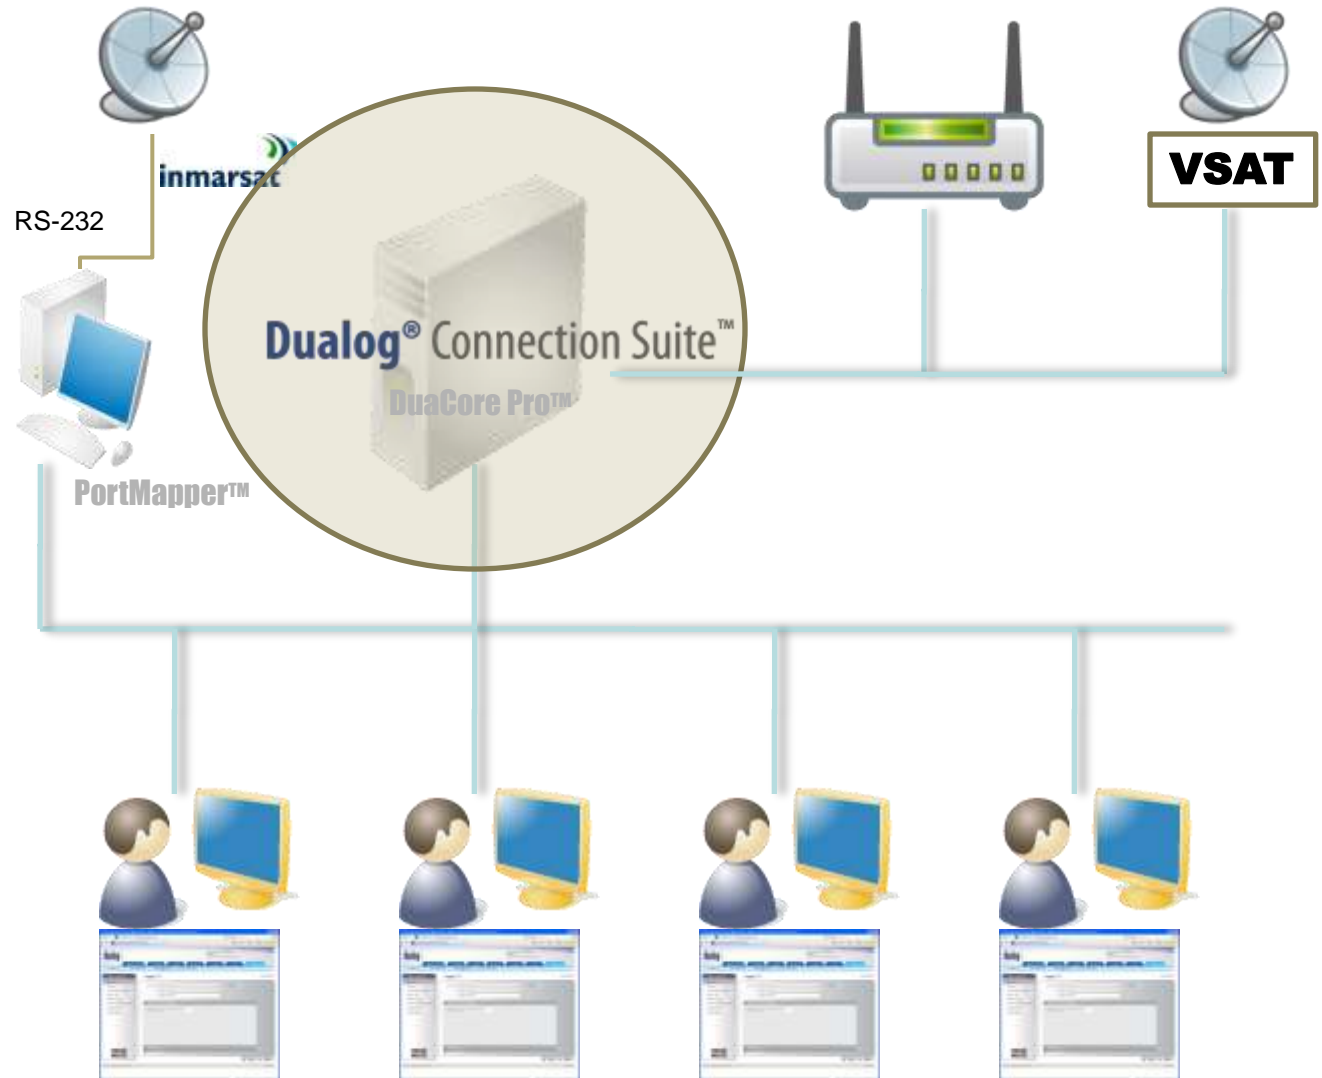 inmarsat
VSAT
RS-232
Dualog® Connection Suite™
DuaCore Pro™
PortMapper™